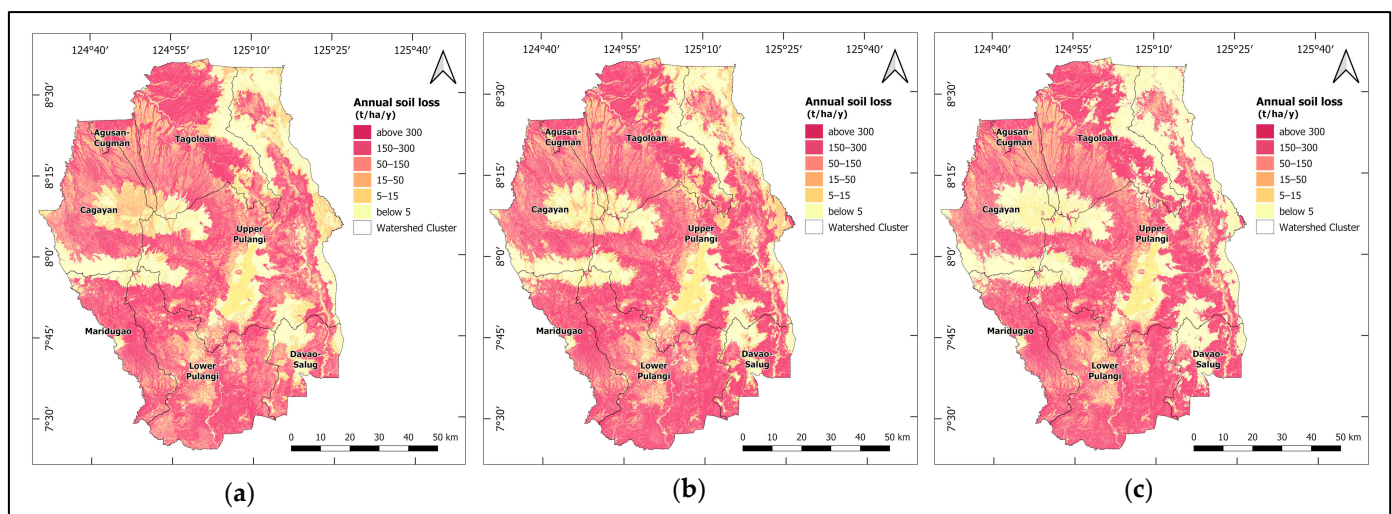 124°40′ 124°55′ 125°10′ 125°25′ 125°40′
8°30′
8°15′
8°0′
7°45′
7°30′
Annual soil loss
(t/ha/y)
above 300
150–300
50–150
15–50
5–15
below 5
Watershed Cluster
Agusan-
Cugman
Tagoloan
Cagayan
Upper
Pulangi
Maridugao
Lower
Pulangi
Davao-
Salug
0 10 20 30 40 50 km
(a)
124°40′ 124°55′ 125°10′ 125°25′ 125°40′
8°30′
8°15′
8°0′
7°45′
7°30′
Annual soil loss
(t/ha/y)
above 300
150–300
50–150
15–50
5–15
below 5
Watershed Cluster
Agusan-
Cugman
Tagoloan
Cagayan
Upper
Pulangi
Maridugao
Lower
Pulangi
Davao-
Salug
0 10 20 30 40 50 km
(b)
124°40′ 124°55′ 125°10′ 125°25′ 125°40′
8°30′
8°15′
8°0′
7°45′
7°30′
Annual soil loss
(t/ha/y)
above 300
150–300
50–150
15–50
5–15
below 5
Watershed Cluster
Agusan-
Cugman
Tagoloan
Cagayan
Upper
Pulangi
Maridugao
Lower
Pulangi
Davao-
Salug
0 10 20 30 40 50 km
(c)